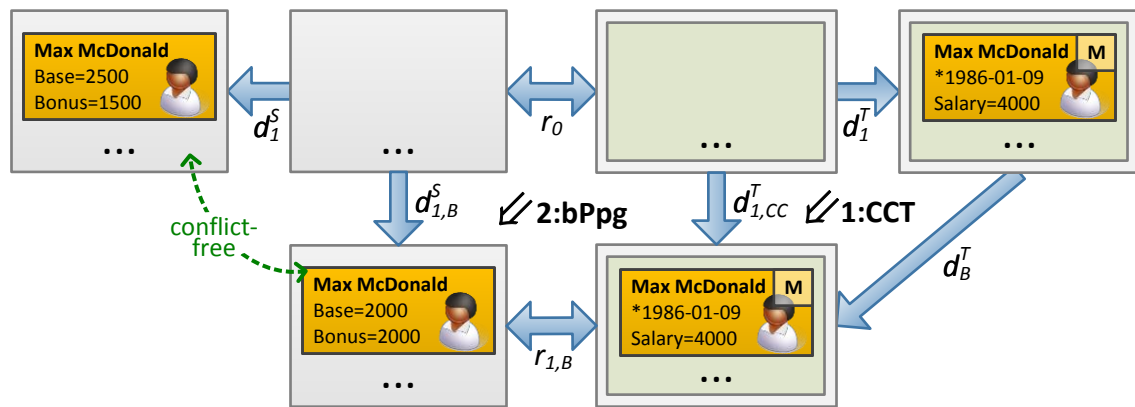 Max McDonald
Base=2500
Bonus=1500
...
d₁ˢ
...
r₀
...
d₁ᵀ
Max McDonald
M
*1986-01-09
Salary=4000
...
conflict-
free
d₁,Bˢ
2:bPpg
d₁,CCᵀ
1:CCT
d_Bᵀ
Max McDonald
Base=2000
Bonus=2000
...
r₁,B
Max McDonald
M
*1986-01-09
Salary=4000
...